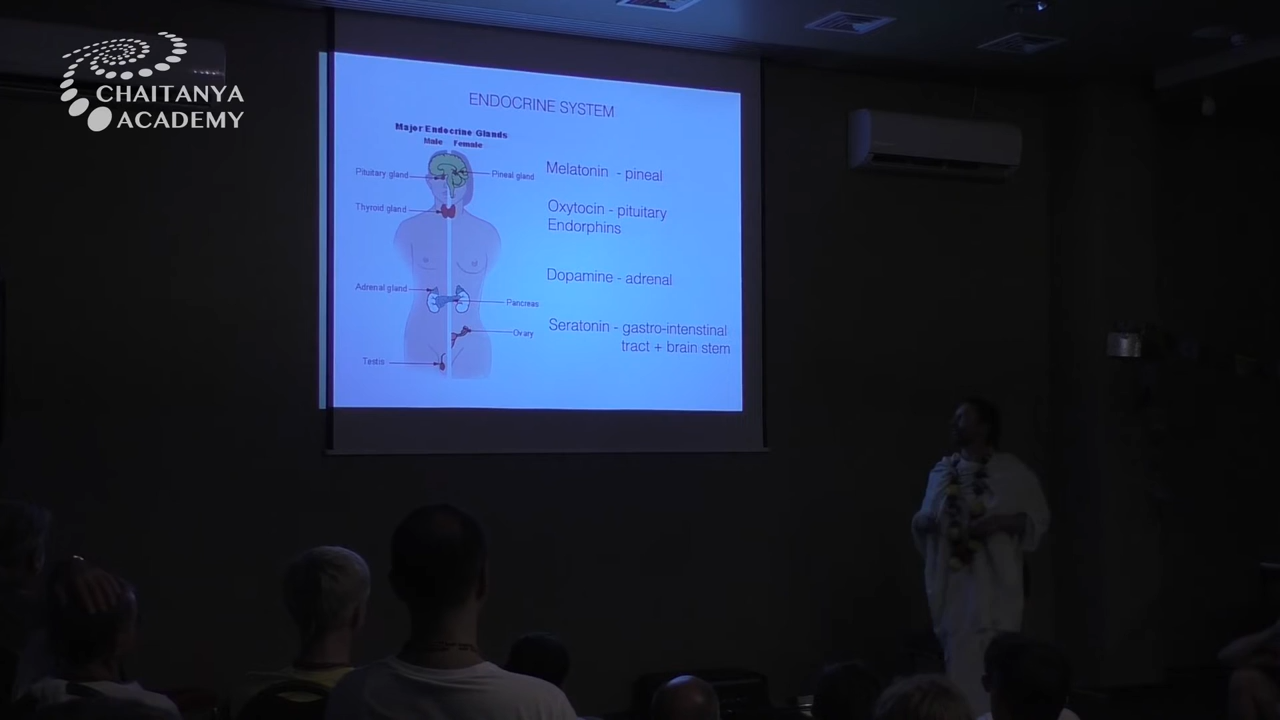 CHAITANYA
ACADEMY
ENDOCRINE SYSTEM
Major Endocrine Glands
Male Female
Pituitary gland
Pineal gland
Thyroid gland
Adrenal gland
Pancreas
Ovary
Testis
Melatonin - pineal
Oxytocin - pituitary
Endorphins
Dopamine - adrenal
Seratonin - gastro-intenstinal
tract + brain stem